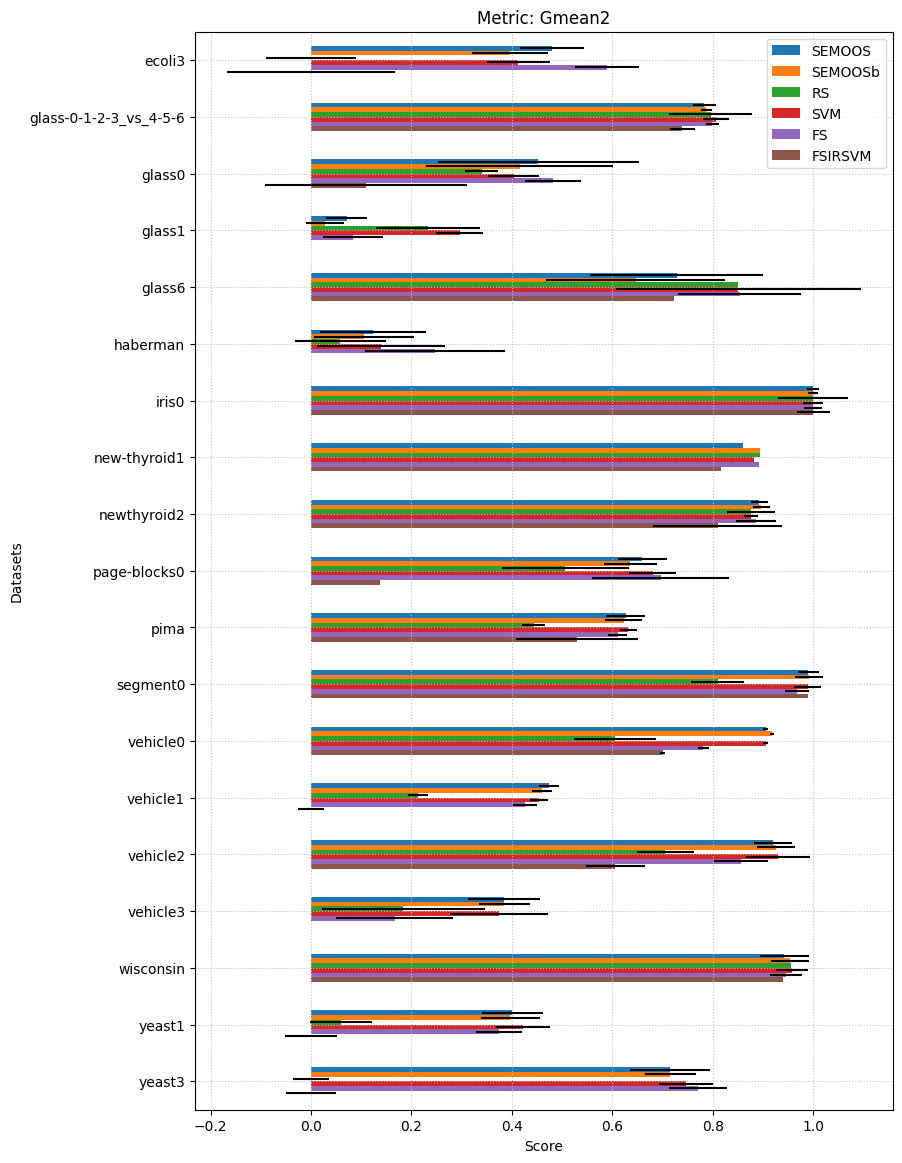 Metric: Gmean2
SEMOOS
SEMOOSb
RS
SVM
FS
FSIRSVM
Datasets
ecoli3
glass-0-1-2-3_vs_4-5-6
glass0
glass1
glass6
haberman
iris0
new-thyroid1
newthyroid2
page-blocks0
pima
segment0
vehicle0
vehicle1
vehicle2
vehicle3
wisconsin
yeast1
yeast3
−0.2 0.0 0.2 0.4 0.6 0.8 1.0
Score